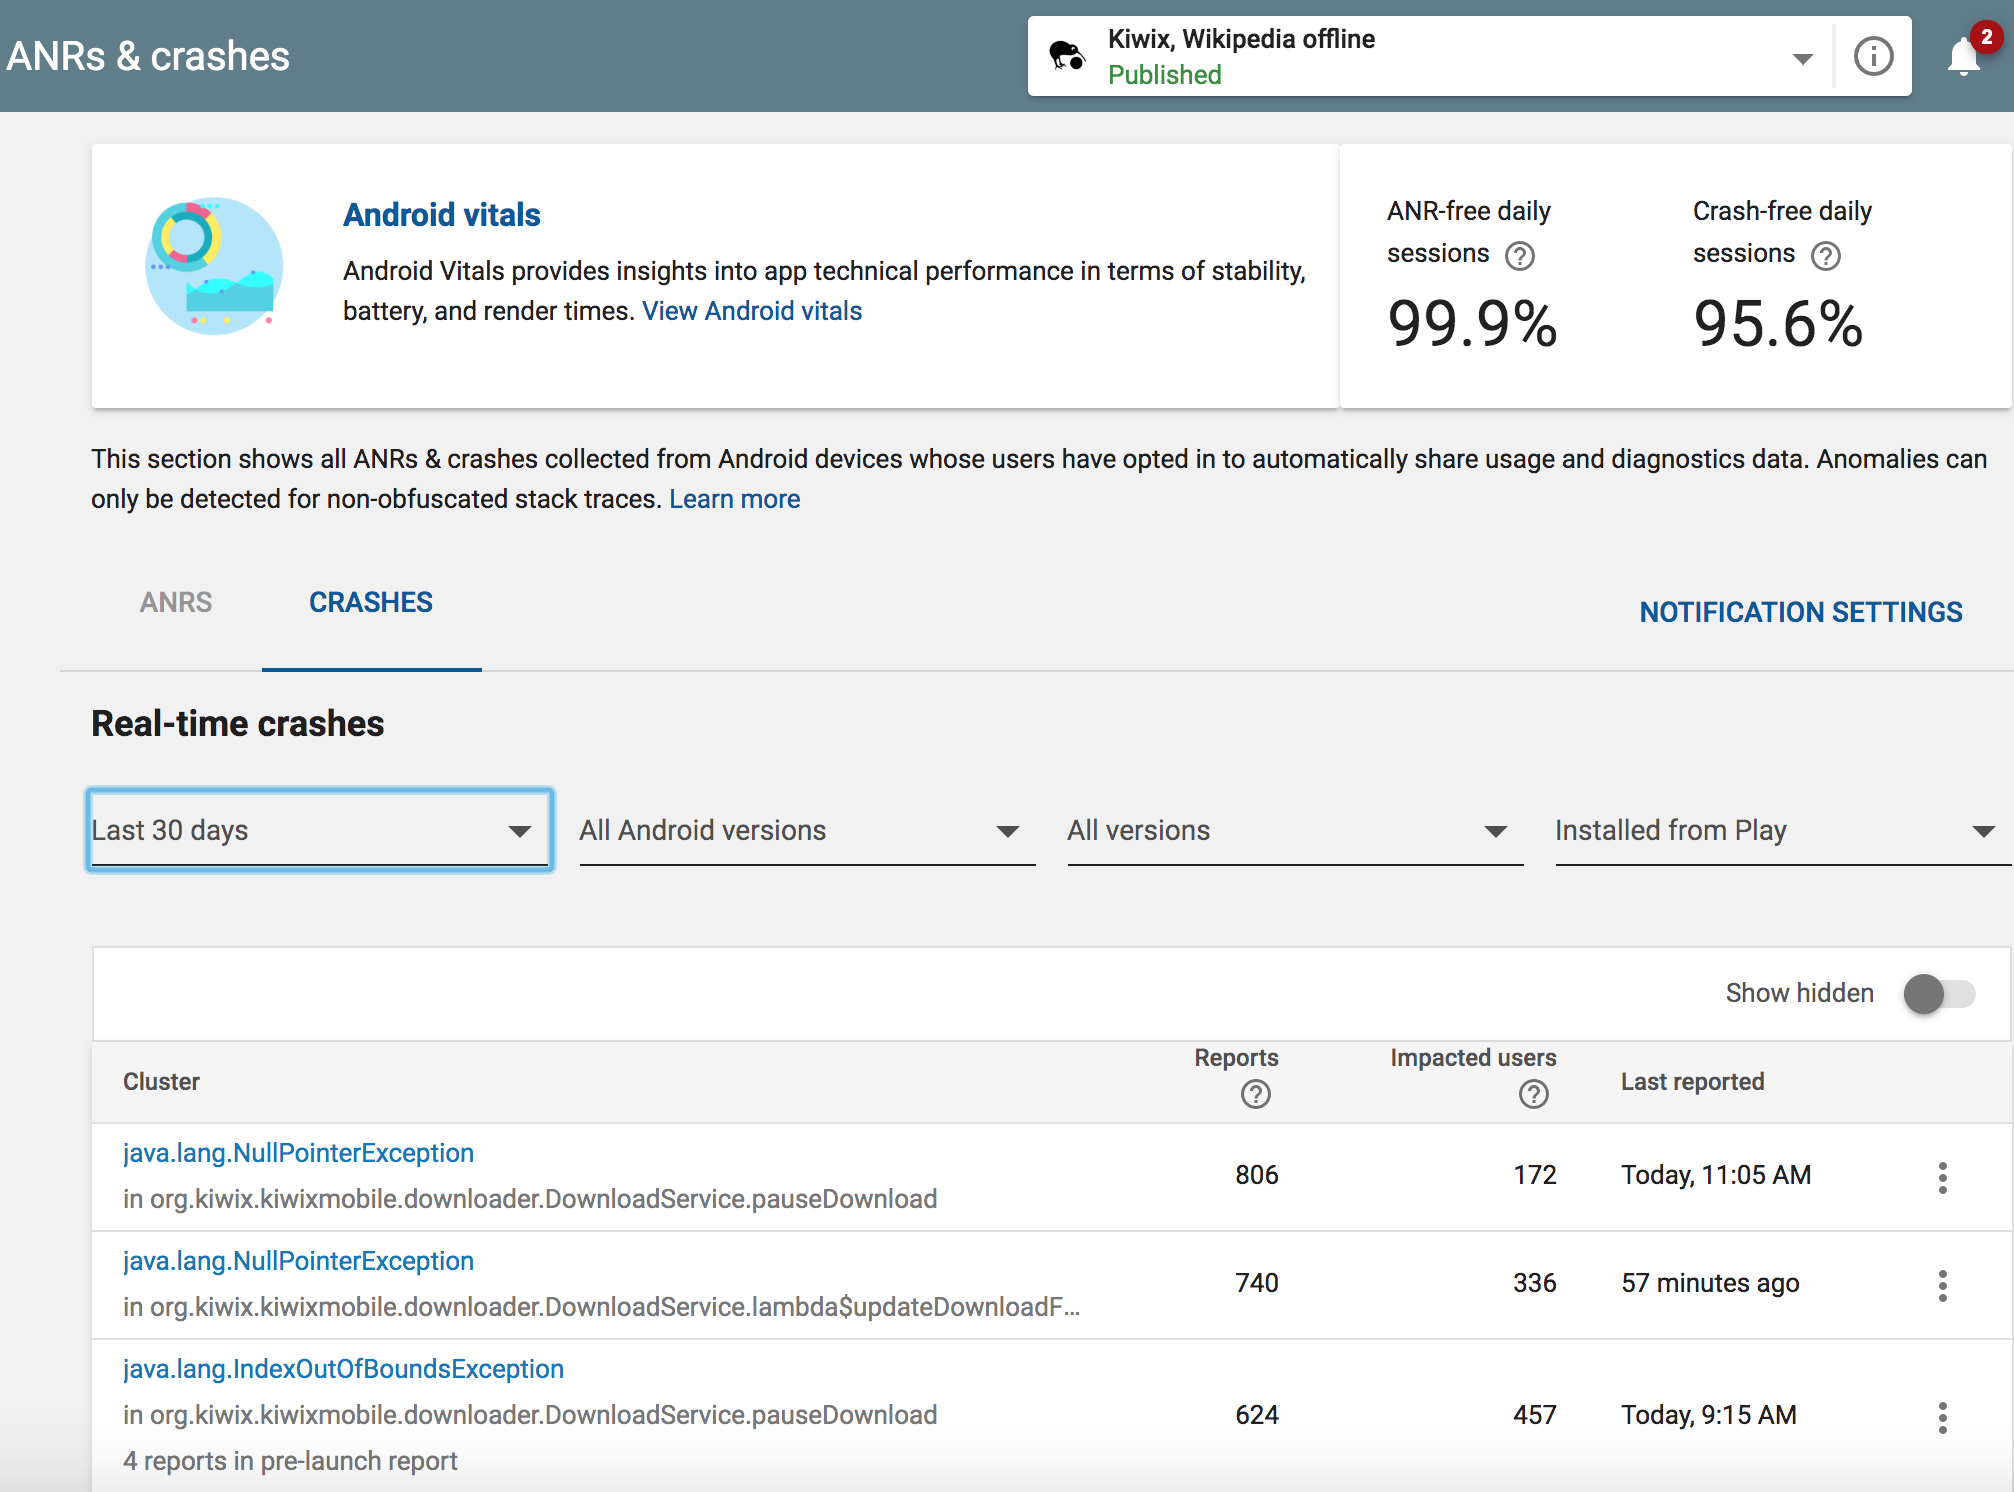 ANRs & crashes
Kiwix, Wikipedia offline
Published
2
Android vitals
Android Vitals provides insights into app technical performance in terms of stability,
battery, and render times. View Android vitals
ANR-free daily
sessions
99.9%
Crash-free daily
sessions
95.6%
This section shows all ANRs & crashes collected from Android devices whose users have opted in to automatically share usage and diagnostics data. Anomalies can
only be detected for non-obfuscated stack traces. Learn more
ANRS
CRASHES
NOTIFICATION SETTINGS
Real-time crashes
Last 30 days
All Android versions
All versions
Installed from Play
Show hidden
Cluster
Reports
Impacted users
Last reported
java.lang.NullPointerException
in org.kiwix.kiwixmobile.downloader.DownloadService.pauseDownload
806
172
Today, 11:05 AM
java.lang.NullPointerException
in org.kiwix.kiwixmobile.downloader.DownloadService.lambda$updateDownloadF...
740
336
57 minutes ago
java.lang.IndexOutOfBoundsException
in org.kiwix.kiwixmobile.downloader.DownloadService.pauseDownload
4 reports in pre-launch report
624
457
Today, 9:15 AM